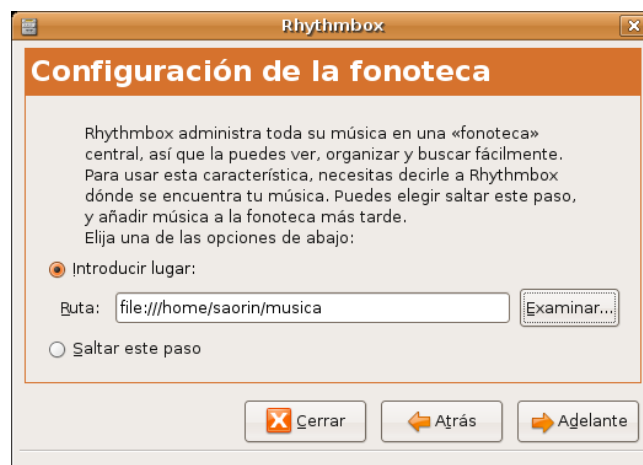 Rhythmbox
Configuración de la fonoteca
Rhythmbox administra toda su música en una «fonoteca»
central, así que la puedes ver, organizar y buscar fácilmente.
Para usar esta característica, necesitas decirle a Rhythmbox
dónde se encuentra tu música. Puedes elegir saltar este paso,
y añadir música a la fonoteca más tarde.
Elija una de las opciones de abajo:
Introducir lugar:
Ruta: file:///home/saorin/musica Examinar...
Saltar este paso
Cerrar Atrás Adelante